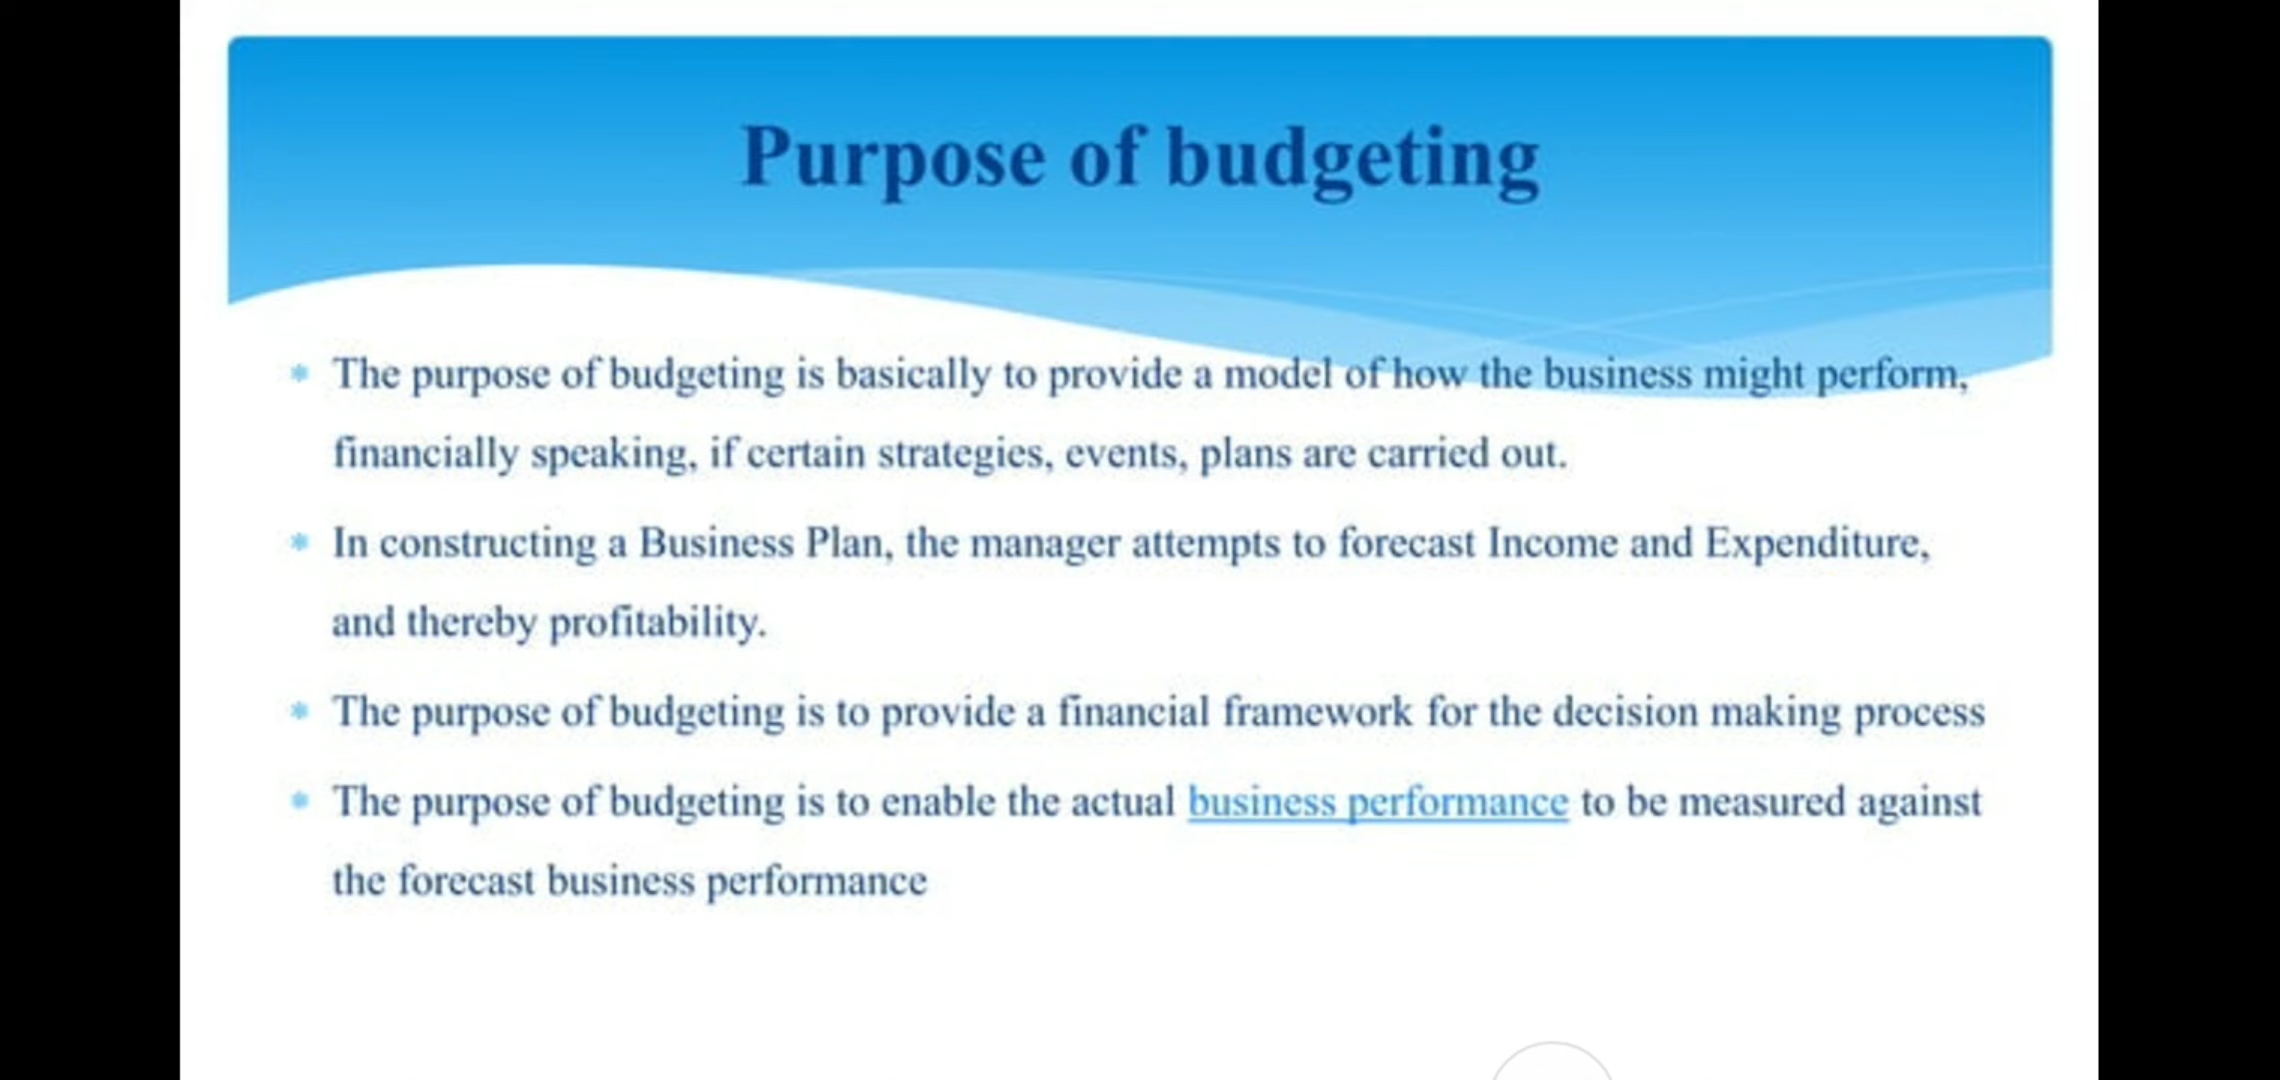 Purpose of budgeting
The purpose of budgeting is basically to provide a model of how the business might perform,
financially speaking, if certain strategies, events, plans are carried out.
In constructing a Business Plan, the manager attempts to forecast Income and Expenditure,
and thereby profitability.
The purpose of budgeting is to provide a financial framework for the decision making process
The purpose of budgeting is to enable the actual business performance to be measured against
the forecast business performance